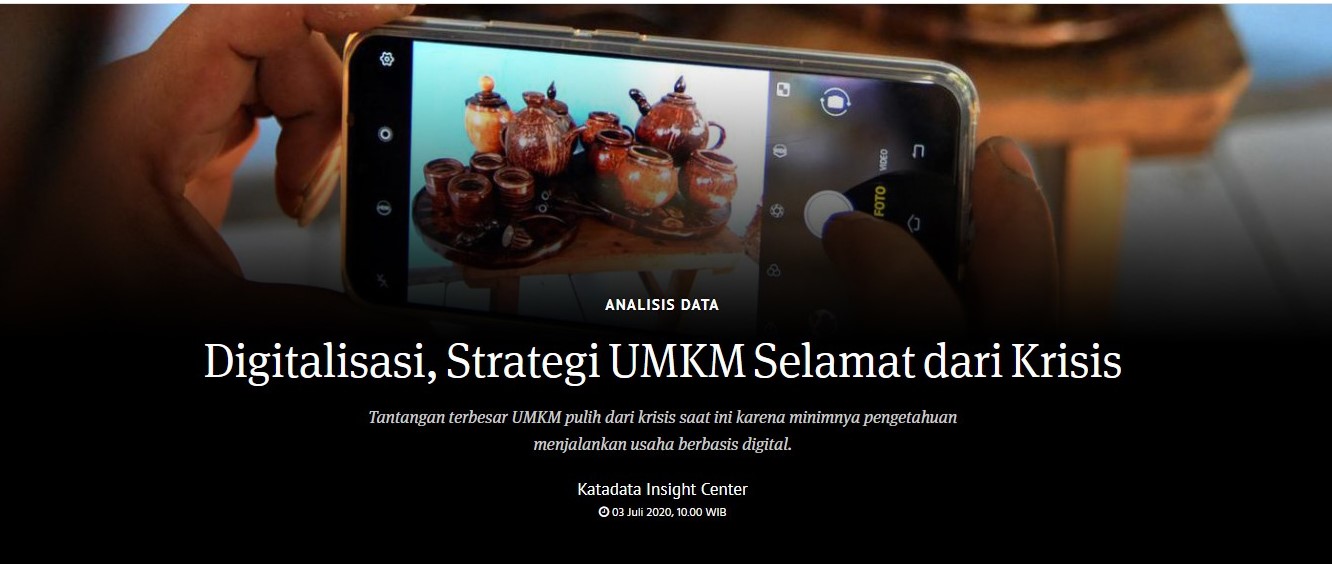 VIDEO
FOTO
ANALISIS DATA
Digitalisasi, Strategi UMKM Selamat dari Krisis
Tantangan terbesar UMKM pulih dari krisis saat ini karena minimnya pengetahuan
menjalankan usaha berbasis digital.
Katadata Insight Center
03 Juli 2020, 10.00 WIB